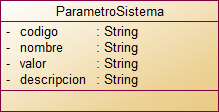 ParametroSistema
- codigo : String
- nombre : String
- valor : String
- descripcion : String